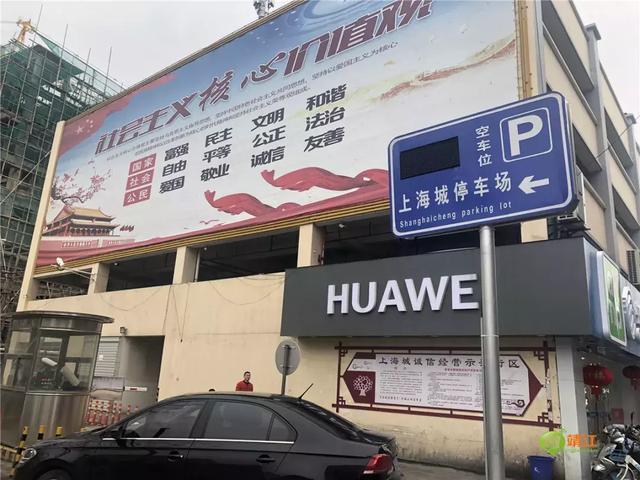 社会主义核心价值观
国家
社会
公民
富强 民主 文明 和谐
自由 平等 公正 法治
爱国 敬业 诚信 友善
空车位
P
上海城停车场
Shanghaicheng parking lot
HUAWE
上海城诚信经营示范街区
靖江